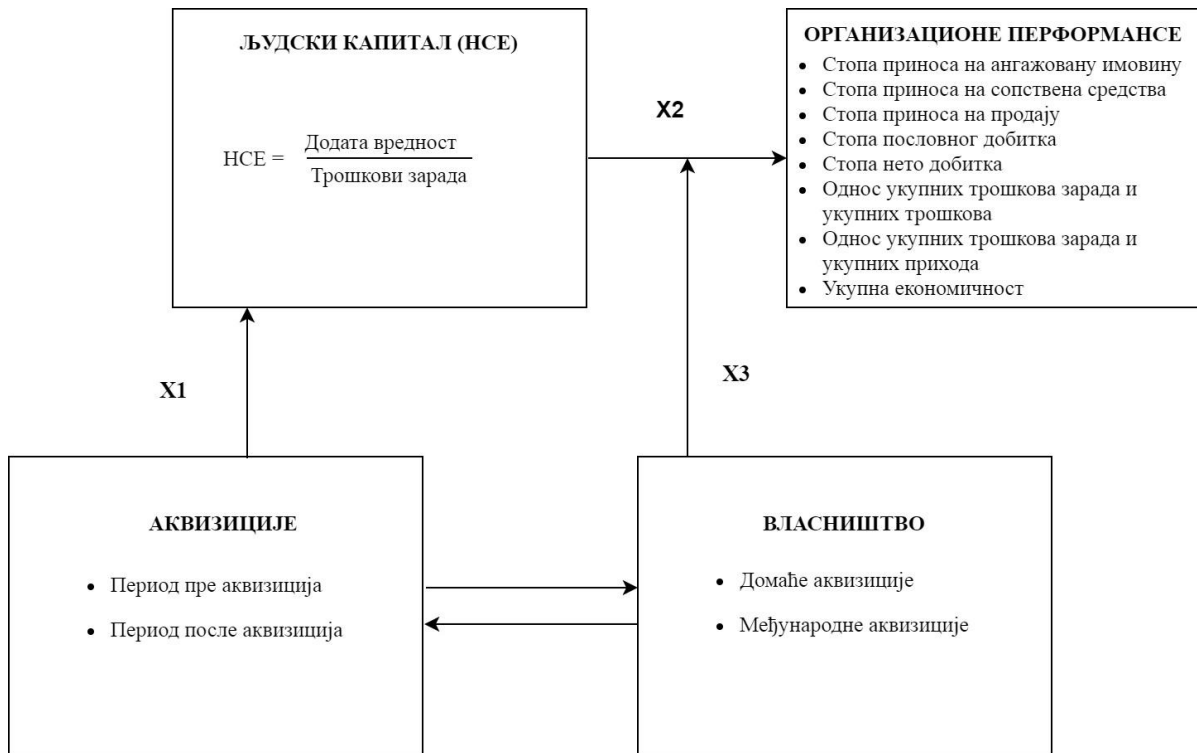 ЉУДСКИ КАПИТАЛ (HCE)
HCE =
Додата вредност
Трошкови зарада
X2
ОРГАНИЗАЦИОНЕ ПЕРФОРМАНСЕ
• Стопа приноса на ангажовану имовину
• Стопа приноса на сопствена средства
• Стопа приноса на продају
• Стопа пословног добитка
• Стопа нето добитка
• Однос укупних трошкова зарада и
укупних трошкова
• Однос укупних трошкова зарада и
укупних прихода
• Укупна економичност
X1
X3
АКВИЗИЦИЈЕ
• Период пре аквизиција
• Период после аквизиција
ВЛАСНИШТВО
• Домаће аквизиције
• Међународне аквизиције